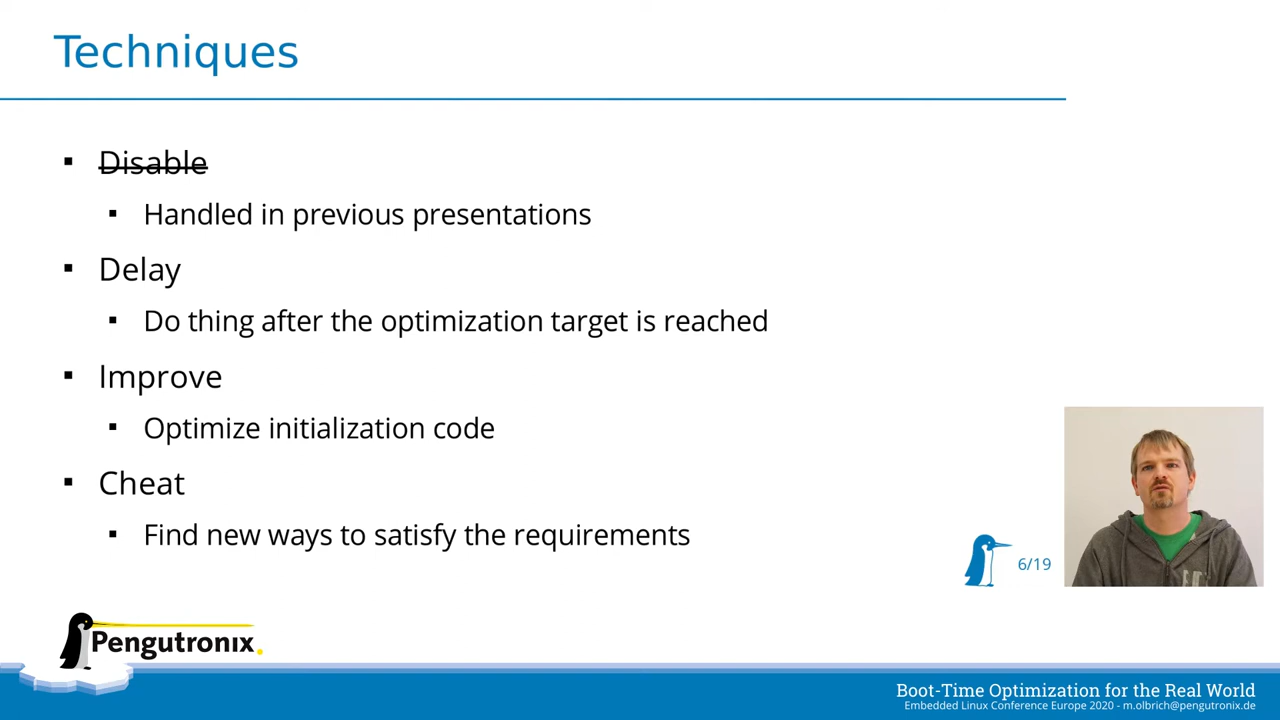 Techniques
Disable
Handled in previous presentations
Delay
Do thing after the optimization target is reached
Improve
Optimize initialization code
Cheat
Find new ways to satisfy the requirements
6/19
Pengutronix
Boot-Time Optimization for the Real World
Embedded Linux Conference Europe 2020 - m.olbrich@pengutronix.de